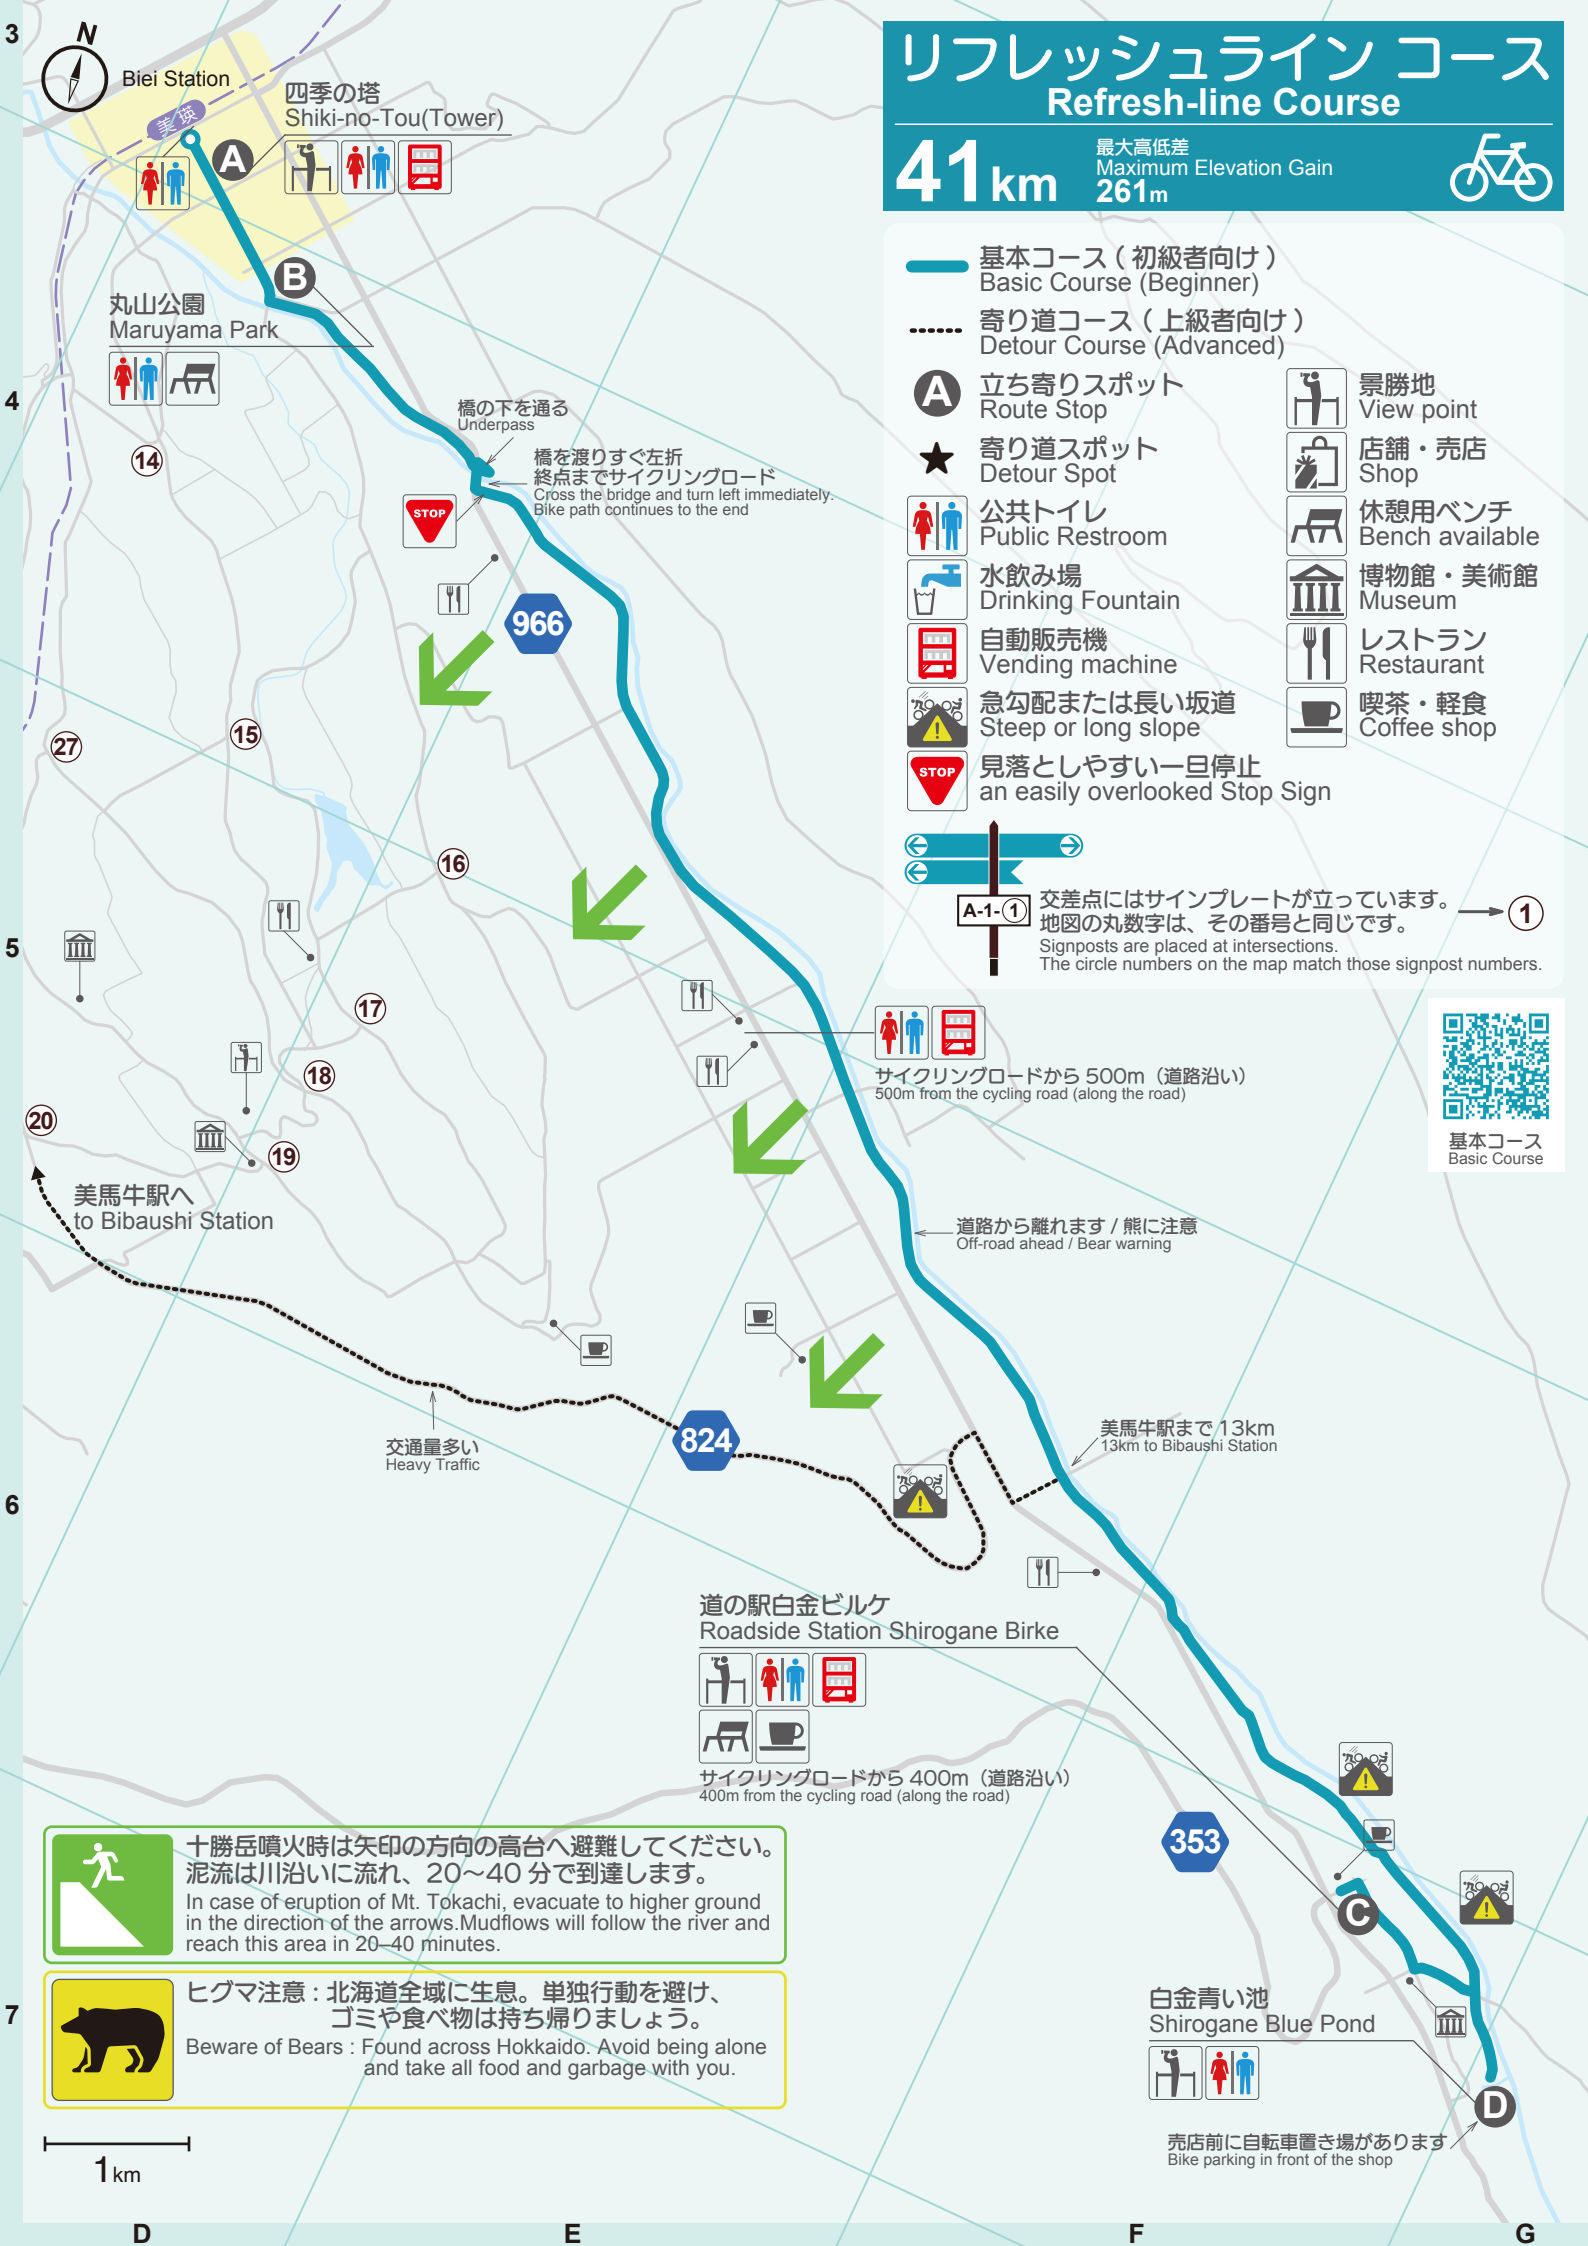 リフレッシュライン コース
Refresh-line Course
41km
最大高低差
Maximum Elevation Gain
261m
基本コース ( 初級者向け )
Basic Course (Beginner)
寄り道コース ( 上級者向け )
Detour Course (Advanced)
A
立ち寄りスポット
Route Stop
寄り道スポット
Detour Spot
公共トイレ
Public Restroom
水飲み場
Drinking Fountain
自動販売機
Vending machine
急勾配または長い坂道
Steep or long slope
STOP
見落としやすい一旦停止
an easily overlooked Stop Sign
景勝地
View point
店舗・売店
Shop
休憩用ベンチ
Bench available
博物館・美術館
Museum
レストラン
Restaurant
喫茶・軽食
Coffee shop
A-1-①
交差点にはサインプレートが立っています。
地図の丸数字は、その番号と同じです。
①
Signposts are placed at intersections.
The circle numbers on the map match those signpost numbers.
基本コース
Basic Course
3
N
Biei Station
美瑛
A
四季の塔
Shiki-no-Tou(Tower)
B
丸山公園
Maruyama Park
4
橋の下を通る
Underpass
橋を渡りすぐ左折
終点までサイクリングロード
Cross the bridge and turn left immediately.
Bike path continues to the end
STOP
14
966
15
27
16
5
17
18
20
19
サイクリングロードから 500m（道路沿い）
500m from the cycling road (along the road)
美馬牛駅へ
to Bibaushi Station
道路から離れます / 熊に注意
Off-road ahead / Bear warning
交通量多い
Heavy Traffic
824
美馬牛駅まで 13km
13km to Bibaushi Station
6
道の駅白金ビルケ
Roadside Station Shirogane Birke
サイクリングロードから 400m（道路沿い）
400m from the cycling road (along the road)
353
C
十勝岳噴火時は矢印の方向の高台へ避難してください。
泥流は川沿いに流れ、20～40 分で到達します。
In case of eruption of Mt. Tokachi, evacuate to higher ground
in the direction of the arrows.Mudflows will follow the river and
reach this area in 20–40 minutes.
7
ヒグマ注意 : 北海道全域に生息。単独行動を避け、
ゴミや食べ物は持ち帰りましょう。
Beware of Bears : Found across Hokkaido. Avoid being alone
and take all food and garbage with you.
白金青い池
Shirogane Blue Pond
D
売店前に自転車置き場があります
Bike parking in front of the shop
1km
D
E
F
G